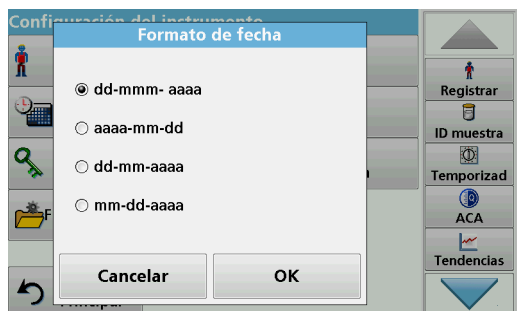 Configuración del instrumento
Formato de fecha
dd-mmm- aaaa
aaaa-mm-dd
dd-mm-aaaa
mm-dd-aaaa
Cancelar
OK
Principal
Registrar
ID muestra
Temporizad
ACA
Tendencias